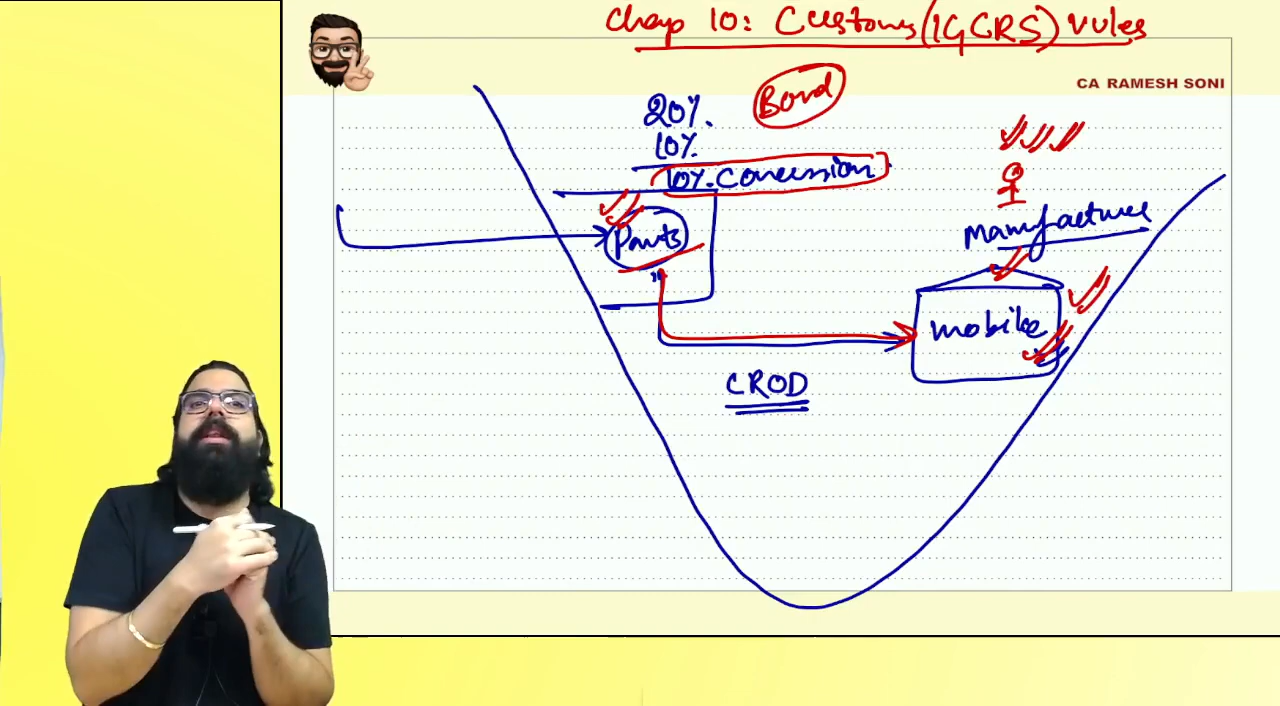 Chap 10: Customs (IGCRS) rules
CA RAMESH SONI
Bond
20%.
10%.
10%. Concession
Parts
Manufacture
mobile
CROD